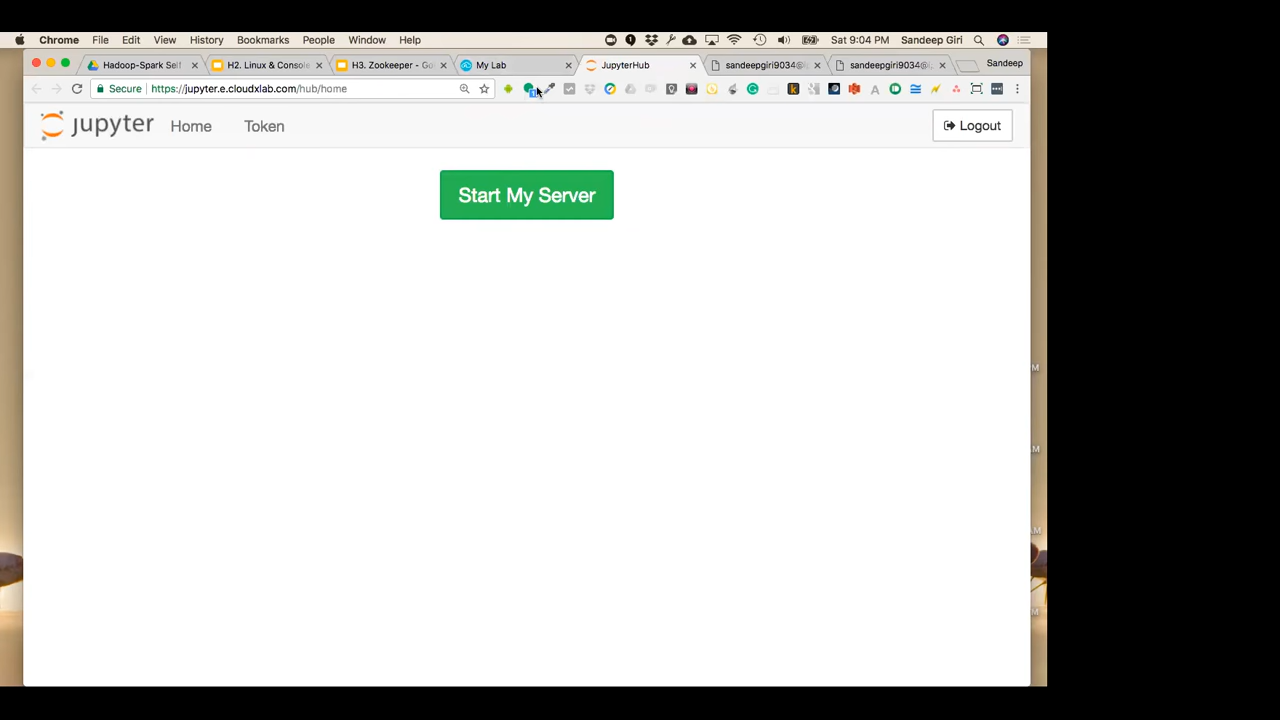 Chrome File Edit View History Bookmarks People Window Help Sat 9:04 PM Sandeep Giri
Hadoop-Spark Self H2. Linux & Console H3. Zookeeper - Go My Lab JupyterHub sandeepgiri9034@ sandeepgiri9034@ Sandeep
Secure https://jupyter.e.cloudxlab.com/hub/home
jupyter Home Token Logout
Start My Server